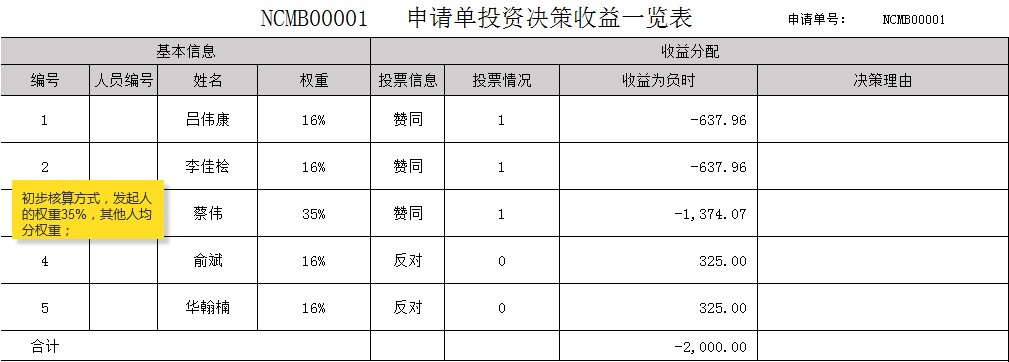 NCMB00001 申请单投资决策收益一览表 申请单号： NCMB00001
基本信息 收益分配
编号 人员编号 姓名 权重 投票信息 投票情况 收益为负时 决策理由
1 吕伟康 16% 赞同 1 -637.96
2 李佳桧 16% 赞同 1 -637.96
初步核算方式，发起人
的权重35%，其他人均
分权重；
蔡伟 35% 赞同 1 -1,374.07
4 俞斌 16% 反对 0 325.00
5 华翰楠 16% 反对 0 325.00
合计 -2,000.00